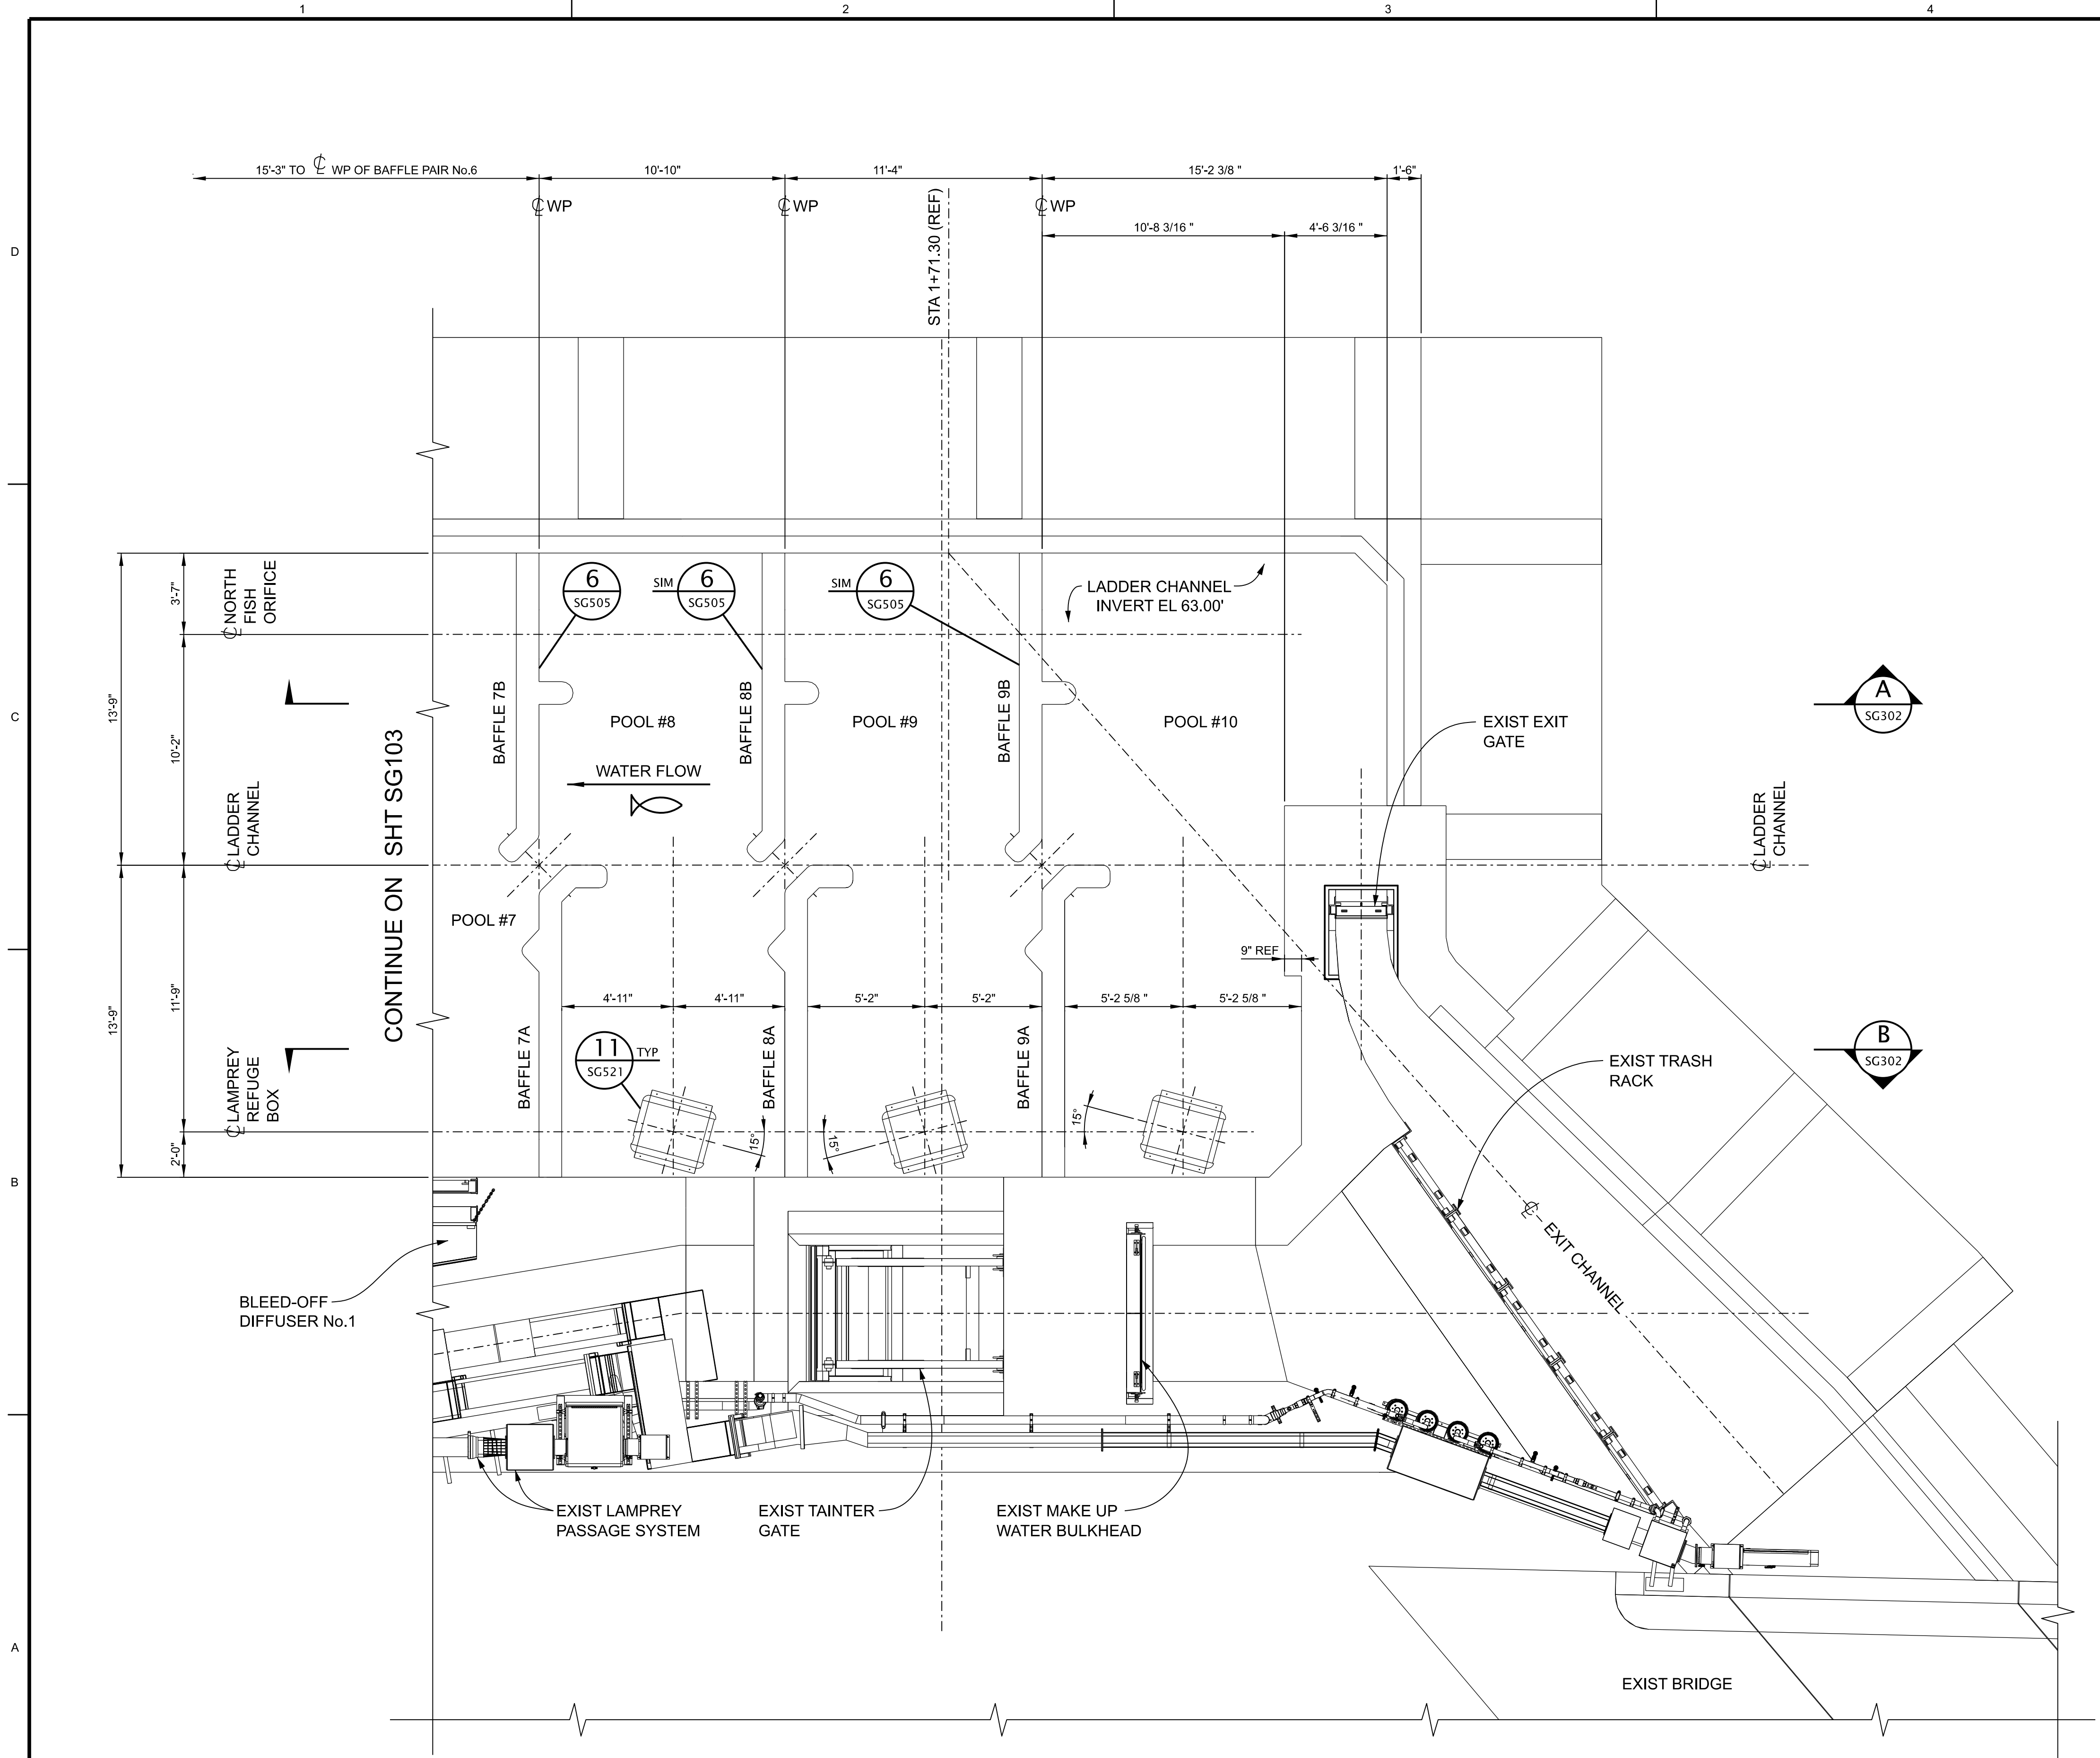 1
2
3
4
D
C
B
A
15'-3" TO ℄ WP OF BAFFLE PAIR No.6
10'-10"
11'-4"
15'-2 3/8 "
1'-6"
℄ WP
℄ WP
℄ WP
10'-8 3/16 "
4'-6 3/16 "
STA 1+71.30 (REF)
13'-9"
3'-7"
10'-2"
13'-9"
11'-9"
2'-0"
℄ NORTH
FISH
ORIFICE
℄ LADDER
CHANNEL
℄ LAMPREY
REFUGE
BOX
CONTINUE ON SHT SG103
6
SG505
SIM
6
SG505
SIM
6
SG505
LADDER CHANNEL
INVERT EL 63.00'
BAFFLE 7B
POOL #8
BAFFLE 8B
POOL #9
BAFFLE 9B
POOL #10
EXIST EXIT
GATE
A
SG302
WATER FLOW
℄ LADDER
CHANNEL
POOL #7
9" REF
4'-11"
4'-11"
5'-2"
5'-2"
5'-2 5/8 "
5'-2 5/8 "
BAFFLE 7A
11
SG521
TYP
BAFFLE 8A
BAFFLE 9A
15°
15°
15°
EXIST TRASH
RACK
B
SG302
℄ EXIT CHANNEL
BLEED-OFF
DIFFUSER No.1
EXIST LAMPREY
PASSAGE SYSTEM
EXIST TAINTER
GATE
EXIST MAKE UP
WATER BULKHEAD
EXIST BRIDGE